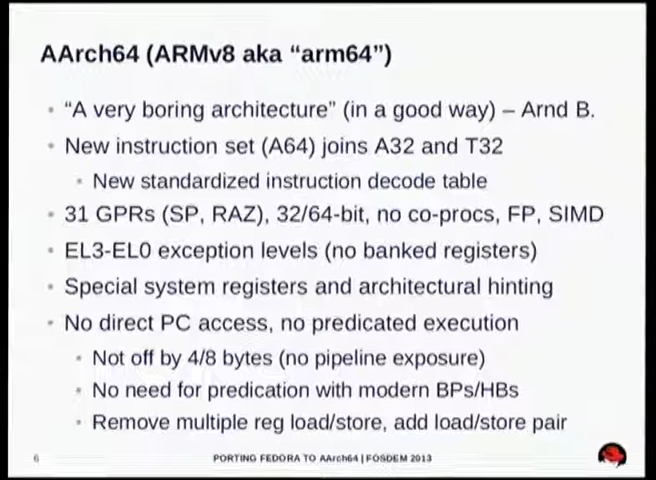 AArch64 (ARMv8 aka “arm64”)
“A very boring architecture” (in a good way) – Arnd B.
New instruction set (A64) joins A32 and T32
New standardized instruction decode table
31 GPRs (SP, RAZ), 32/64-bit, no co-procs, FP, SIMD
EL3-EL0 exception levels (no banked registers)
Special system registers and architectural hinting
No direct PC access, no predicated execution
Not off by 4/8 bytes (no pipeline exposure)
No need for predication with modern BPs/HBs
Remove multiple reg load/store, add load/store pair
6 PORTING FEDORA TO AArch64 | FOSDEM 2013